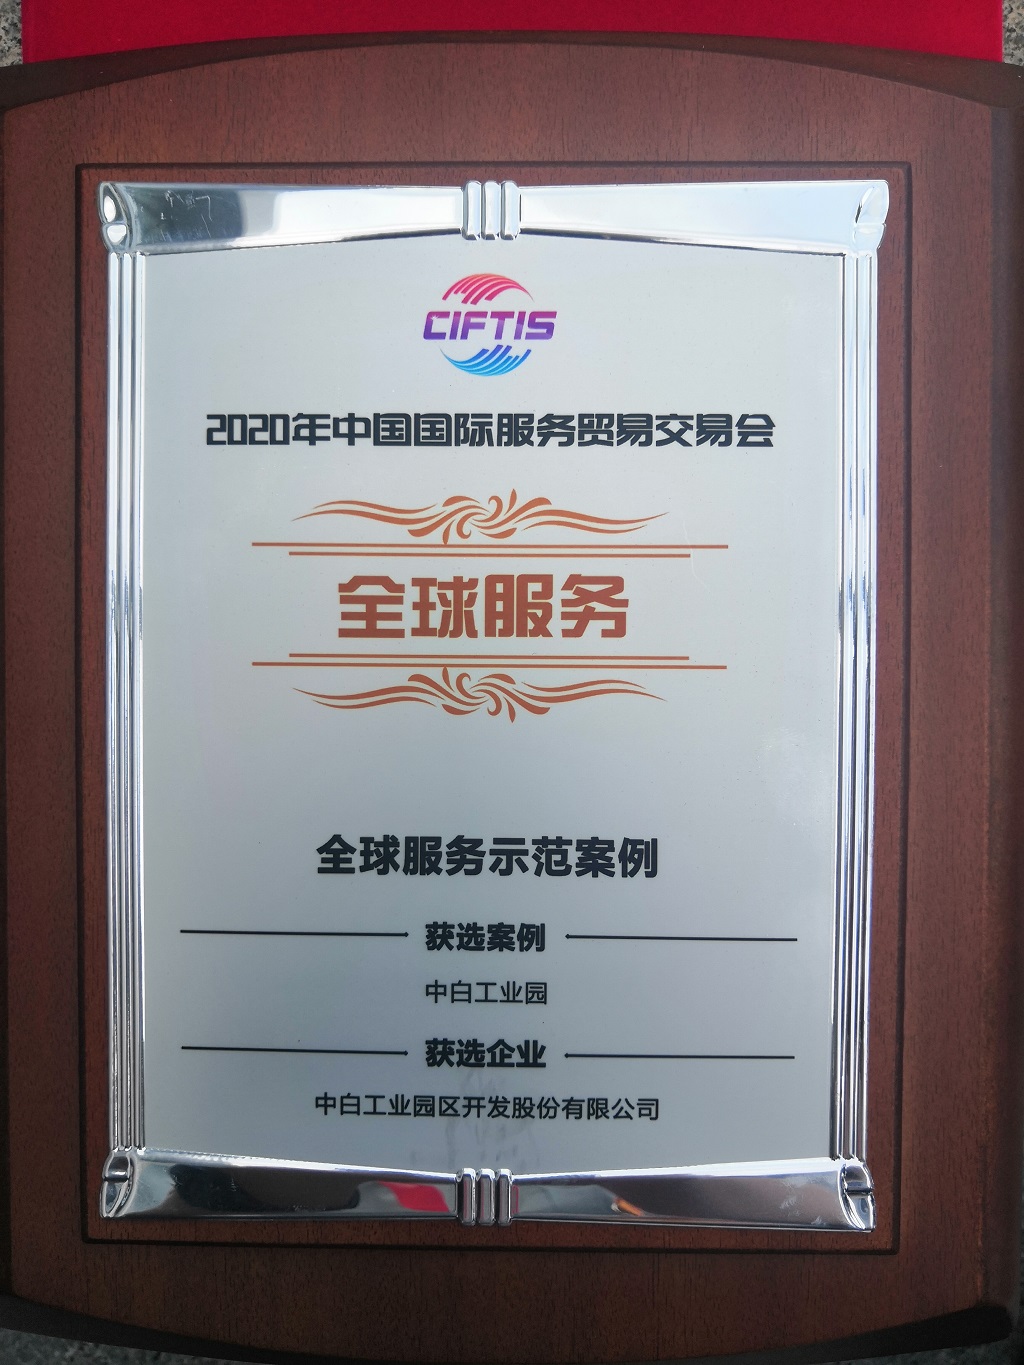 CIFTIS
2020年中国国际服务贸易交易会
全球服务
全球服务示范案例
获选案例
中白工业园
获选企业
中白工业园区开发股份有限公司